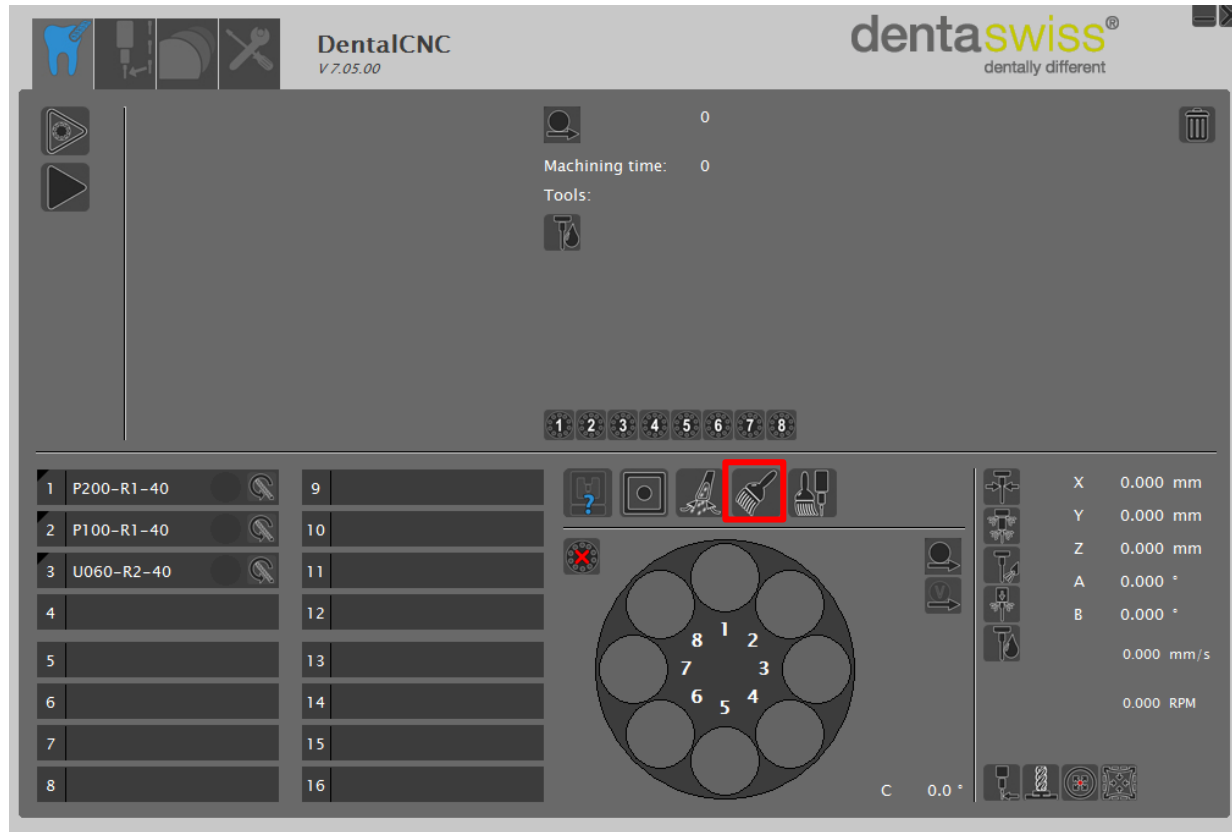 DentalCNC
V 7.05.00
dentaswiss®
dentally different
0
Machining time: 0
Tools:
1 2 3 4 5 6 7 8
1 P200-R1-40
2 P100-R1-40
3 U060-R2-40
4
5
6
7
8
9
10
11
12
13
14
15
16
?
V
1
2
3
4
5
6
7
8
C 0.0 °
X 0.000 mm
Y 0.000 mm
Z 0.000 mm
A 0.000 °
B 0.000 °
0.000 mm/s
0.000 RPM